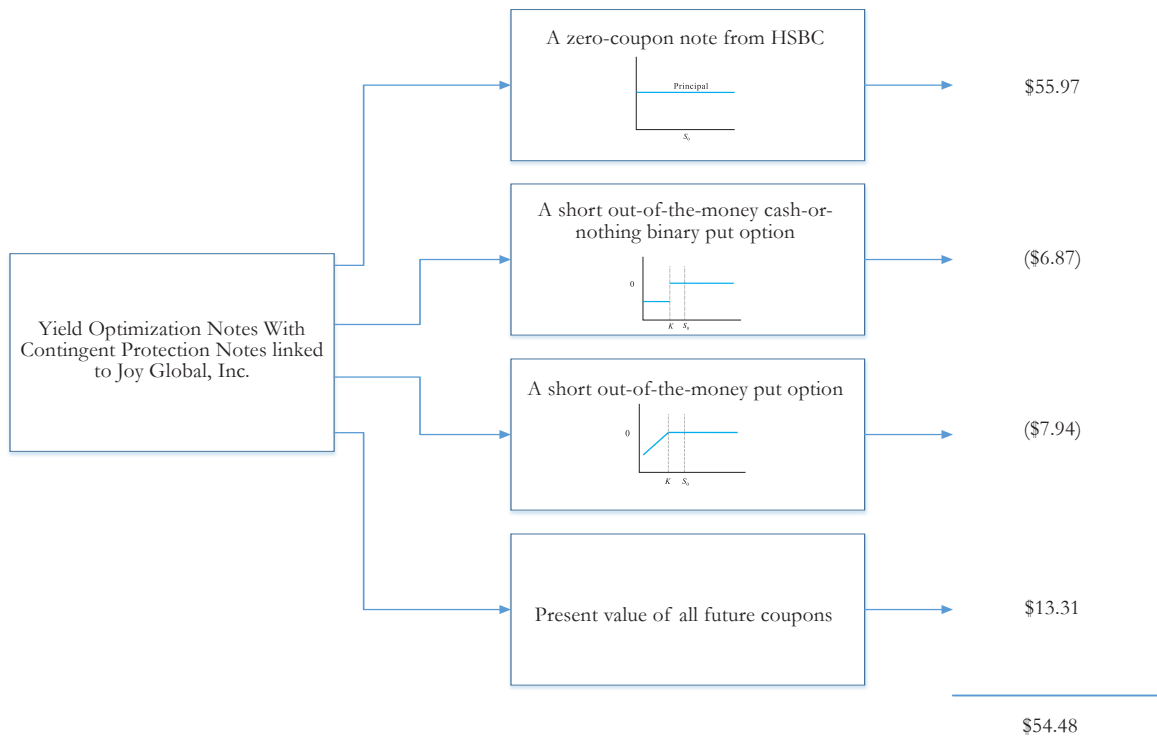 A zero-coupon note from HSBC
Principal
S₀
$55.97
A short out-of-the-money cash-or-
nothing binary put option
0
K S₀
($6.87)
Yield Optimization Notes With
Contingent Protection Notes linked
to Joy Global, Inc.
A short out-of-the-money put option
0
K S₀
($7.94)
Present value of all future coupons
$13.31
$54.48